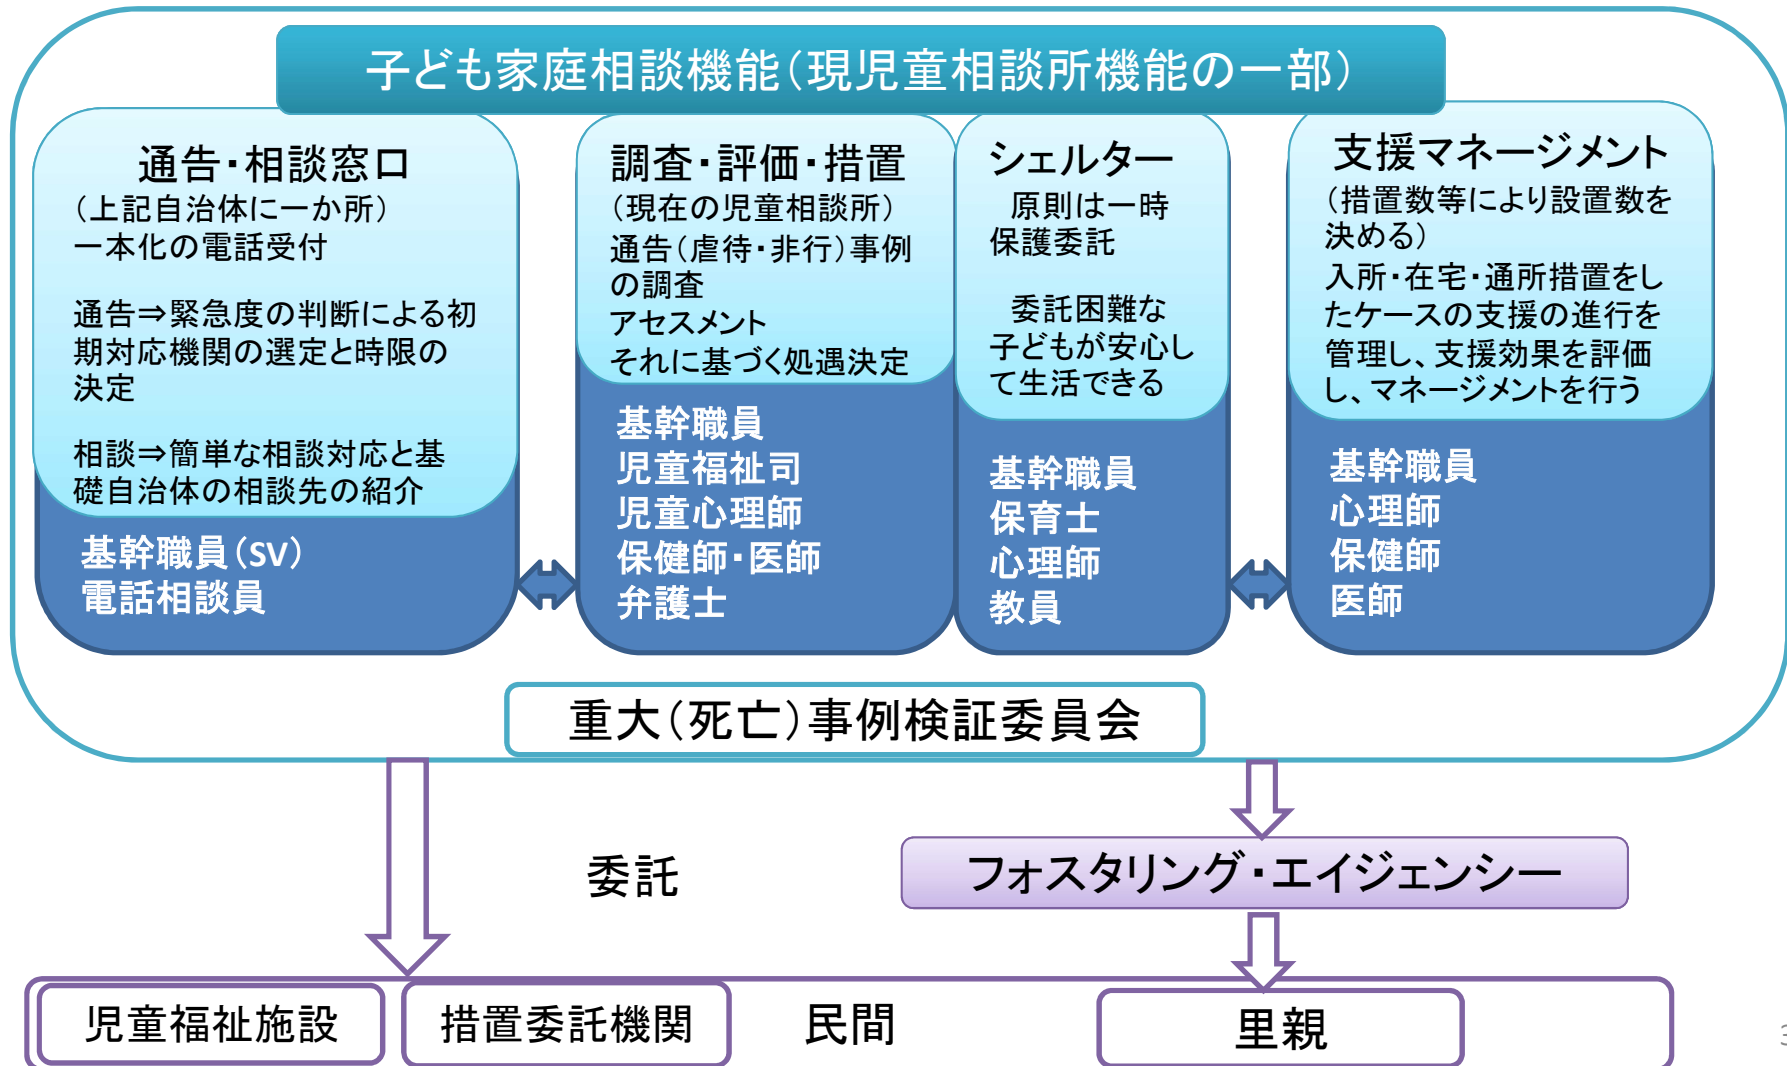 子ども家庭相談機能(現児童相談所機能の一部)
通告・相談窓口
(上記自治体に一か所)
一本化の電話受付
通告⇒緊急度の判断による初
期対応機関の選定と時限の
決定
相談⇒簡単な相談対応と基
礎自治体の相談先の紹介
基幹職員(SV)
電話相談員
調査・評価・措置
(現在の児童相談所)
通告(虐待・非行)事例
の調査
アセスメント
それに基づく処遇決定
基幹職員
児童福祉司
児童心理師
保健師・医師
弁護士
シェルター
原則は一時
保護委託
委託困難な
子どもが安心し
て生活できる
基幹職員
保育士
心理師
教員
支援マネージメント
(措置数等により設置数を
決める)
入所・在宅・通所措置をし
たケースの支援の進行を
管理し、支援効果を評価
し、マネージメントを行う
基幹職員
心理師
保健師
医師
重大(死亡)事例検証委員会
委託
フォスタリング・エイジェンシー
児童福祉施設
措置委託機関
民間
里親